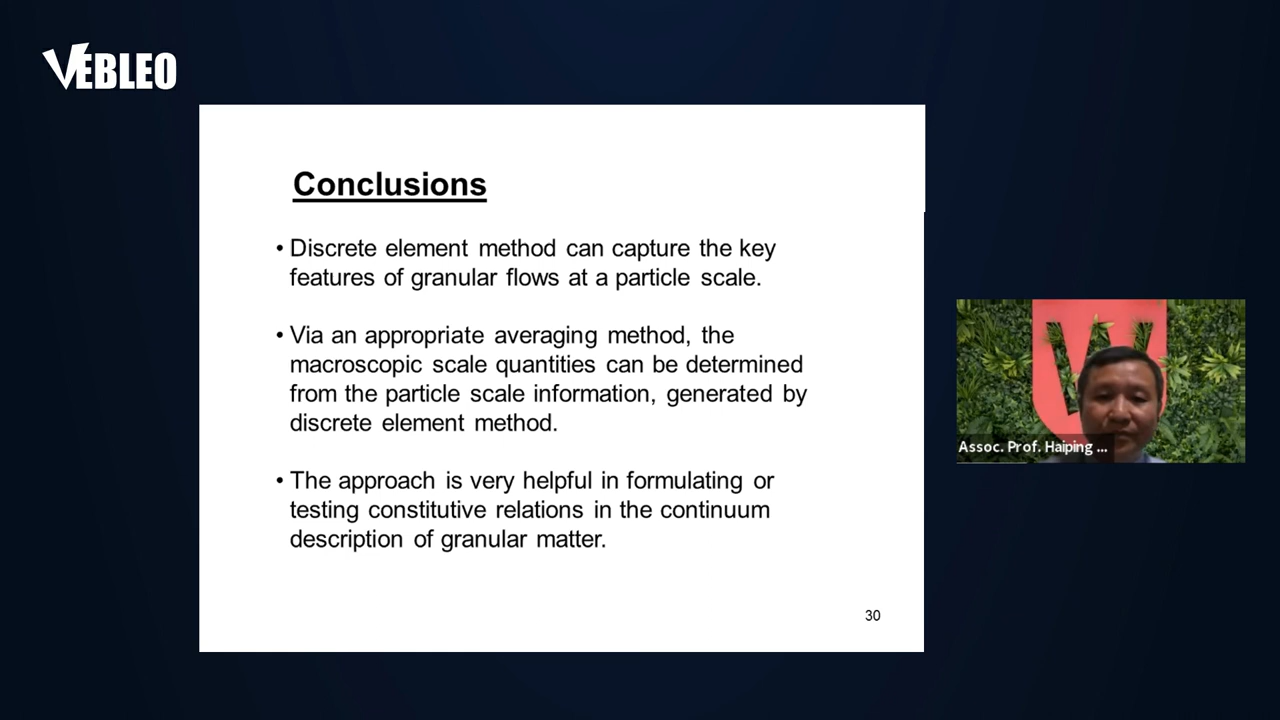 VEBLEO
Conclusions
• Discrete element method can capture the key
features of granular flows at a particle scale.
• Via an appropriate averaging method, the
macroscopic scale quantities can be determined
from the particle scale information, generated by
discrete element method.
• The approach is very helpful in formulating or
testing constitutive relations in the continuum
description of granular matter.
30
W
Assoc. Prof. Haiping ...